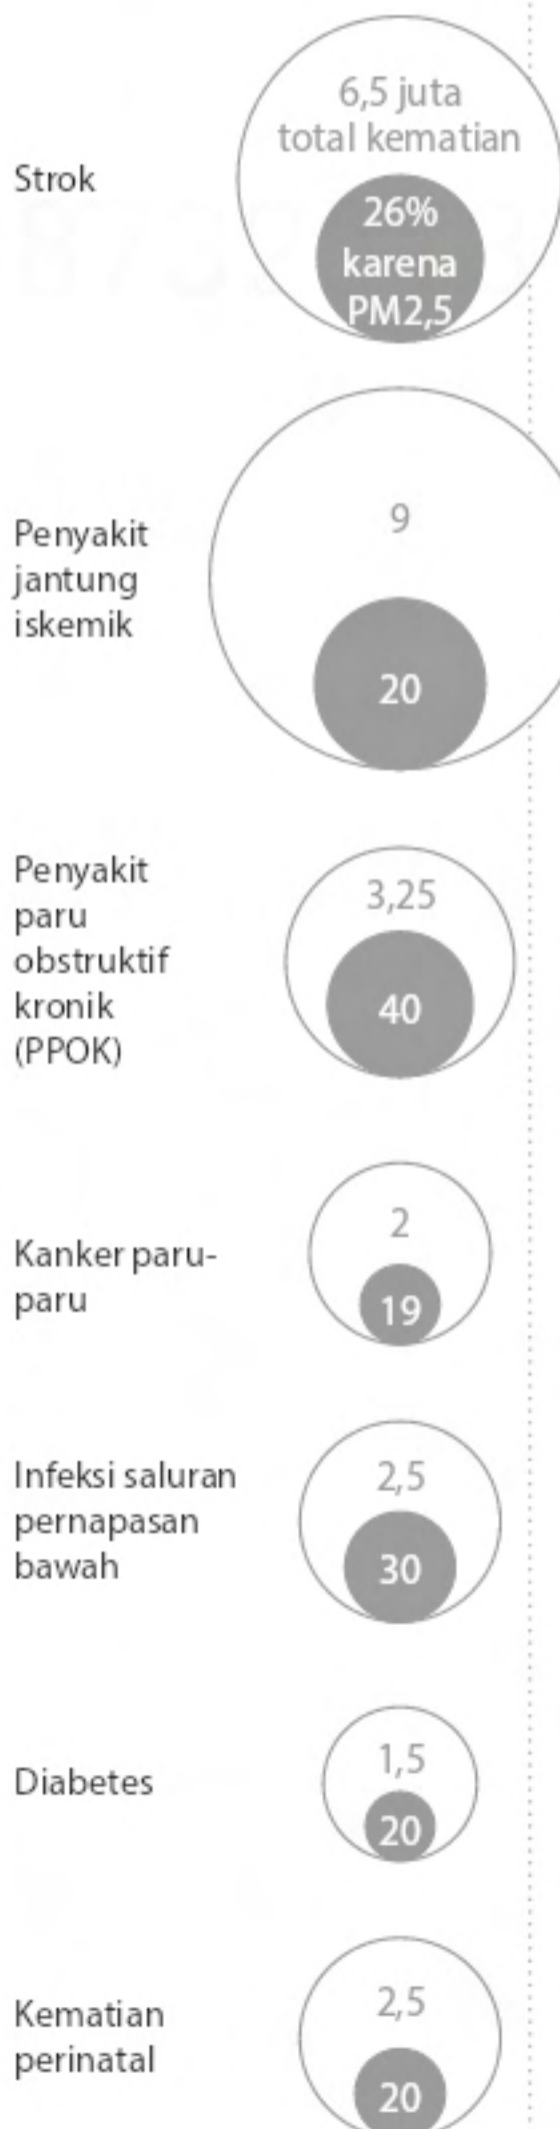 6,5 juta
total kematian
Strok
26%
karena
PM2,5
Penyakit
jantung
iskemik
9
20
Penyakit
paru
obstruktif
kronik
(PPOK)
3,25
40
Kanker paru-
paru
2
19
Infeksi saluran
pernapasan
bawah
2,5
30
Diabetes
1,5
20
Kematian
perinatal
2,5
20